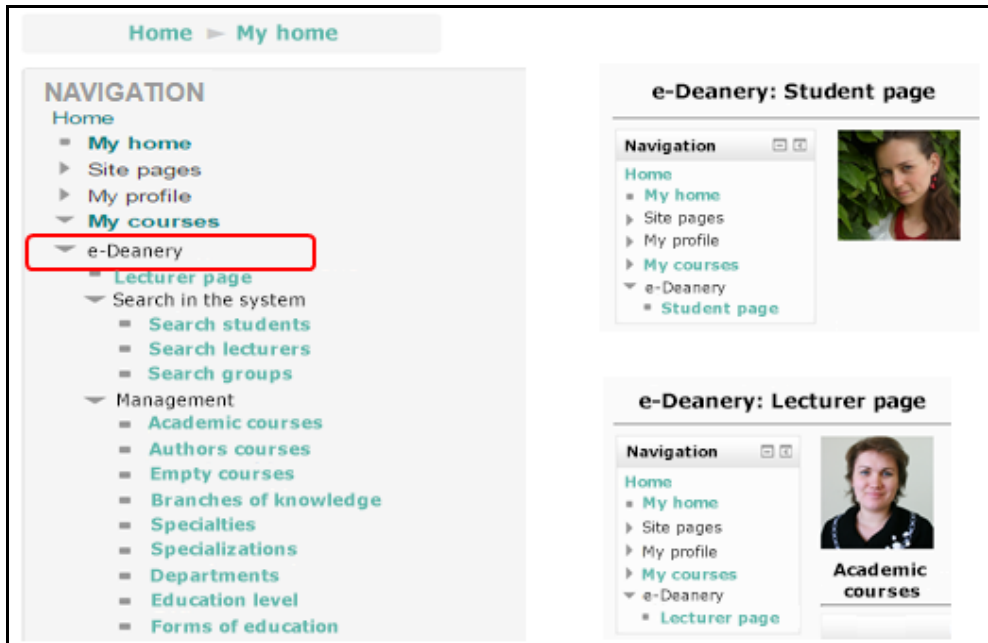 Home ► My home
NAVIGATION
Home
My home
Site pages
My profile
My courses
e-Deanery
Lecturer page
Search in the system
Search students
Search lecturers
Search groups
Management
Academic courses
Authors courses
Empty courses
Branches of knowledge
Specialties
Specializations
Departments
Education level
Forms of education
e-Deanery: Student page
Navigation
Home
My home
Site pages
My profile
My courses
e-Deanery
Student page
e-Deanery: Lecturer page
Navigation
Home
My home
Site pages
My profile
My courses
e-Deanery
Lecturer page
Academic
courses